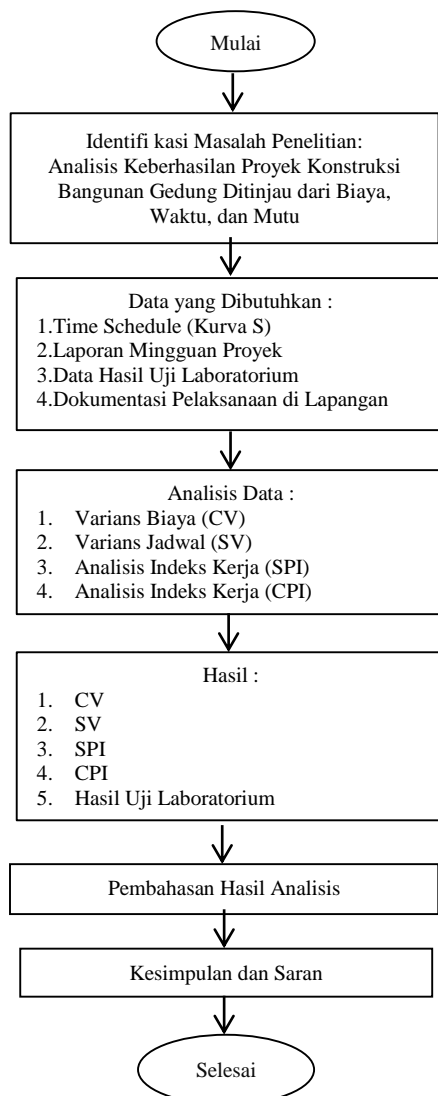 Mulai
Identifi kasi Masalah Penelitian:
Analisis Keberhasilan Proyek Konstruksi
Bangunan Gedung Ditinjau dari Biaya,
Waktu, dan Mutu
Data yang Dibutuhkan :
1.Time Schedule (Kurva S)
2.Laporan Mingguan Proyek
3.Data Hasil Uji Laboratorium
4.Dokumentasi Pelaksanaan di Lapangan
Analisis Data :
1. Varians Biaya (CV)
2. Varians Jadwal (SV)
3. Analisis Indeks Kerja (SPI)
4. Analisis Indeks Kerja (CPI)
Hasil :
1. CV
2. SV
3. SPI
4. CPI
5. Hasil Uji Laboratorium
Pembahasan Hasil Analisis
Kesimpulan dan Saran
Selesai